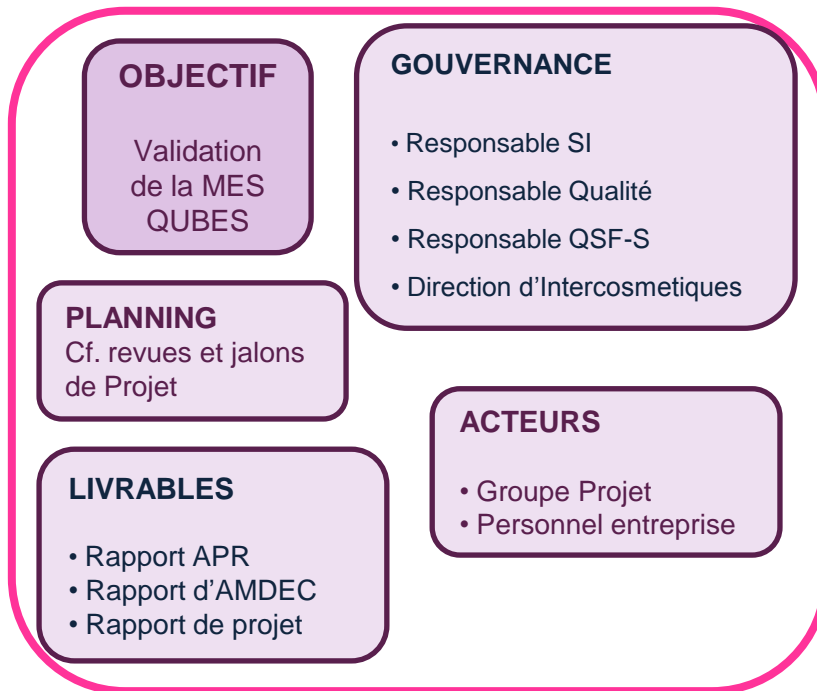 OBJECTIF
Validation
de la MES
QUBES
GOUVERNANCE
• Responsable SI
• Responsable Qualité
• Responsable QSF-S
• Direction d'Intercosmetiques
PLANNING
Cf. revues et jalons
de Projet
ACTEURS
• Groupe Projet
• Personnel entreprise
LIVRABLES
• Rapport APR
• Rapport d'AMDEC
• Rapport de projet